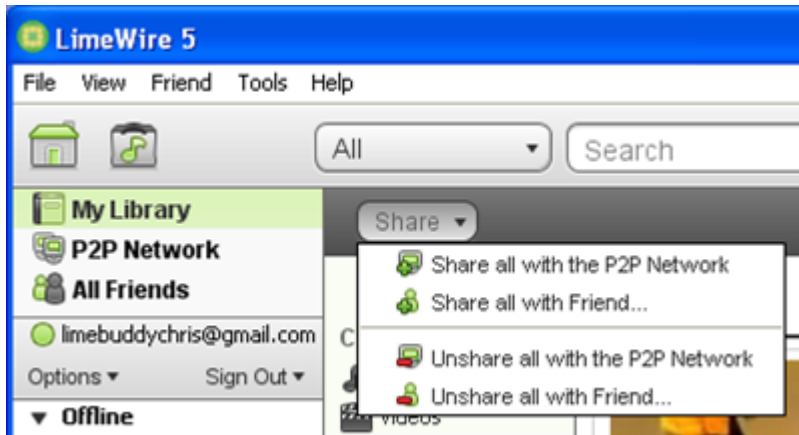 LimeWire 5
File View Friend Tools Help
All Search
My Library
Share
P2P Network
Share all with the P2P Network
All Friends
Share all with Friend...
limebuddychris@gmail.com
C
Unshare all with the P2P Network
Options Sign Out
Unshare all with Friend...
Offline
Videos